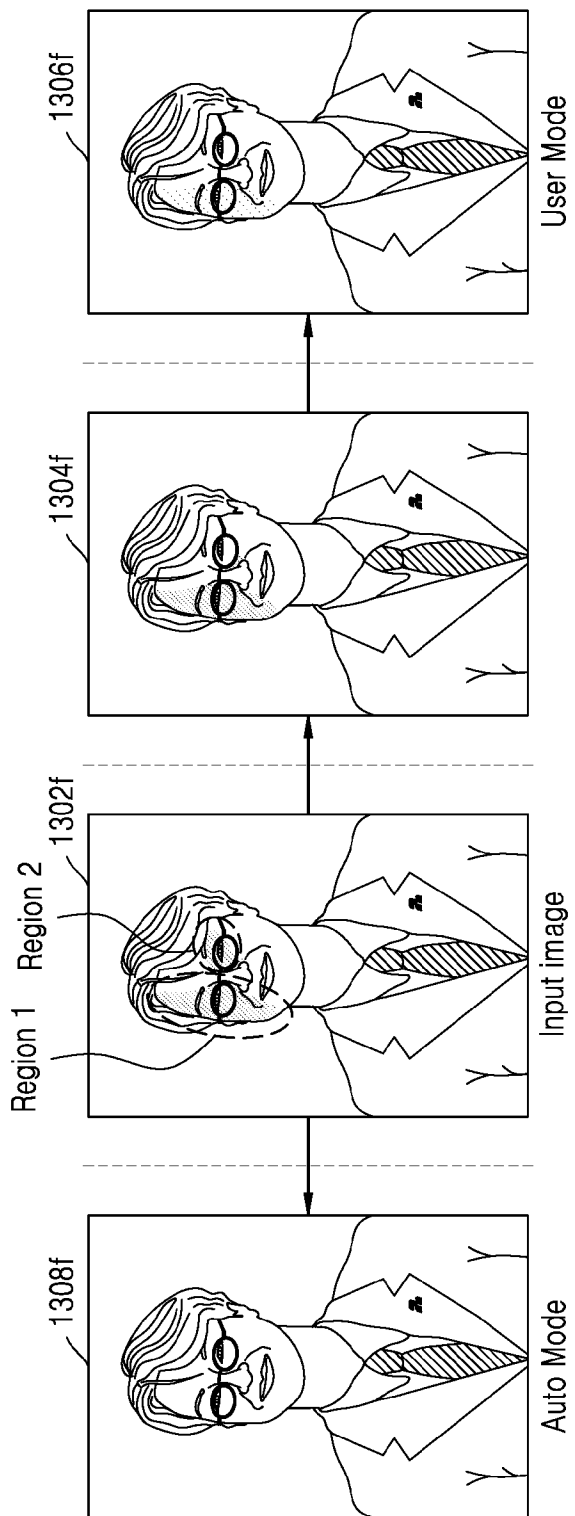 Region 1
Region 2
1308f
1302f
1304f
1306f
Auto Mode
Input image
User Mode